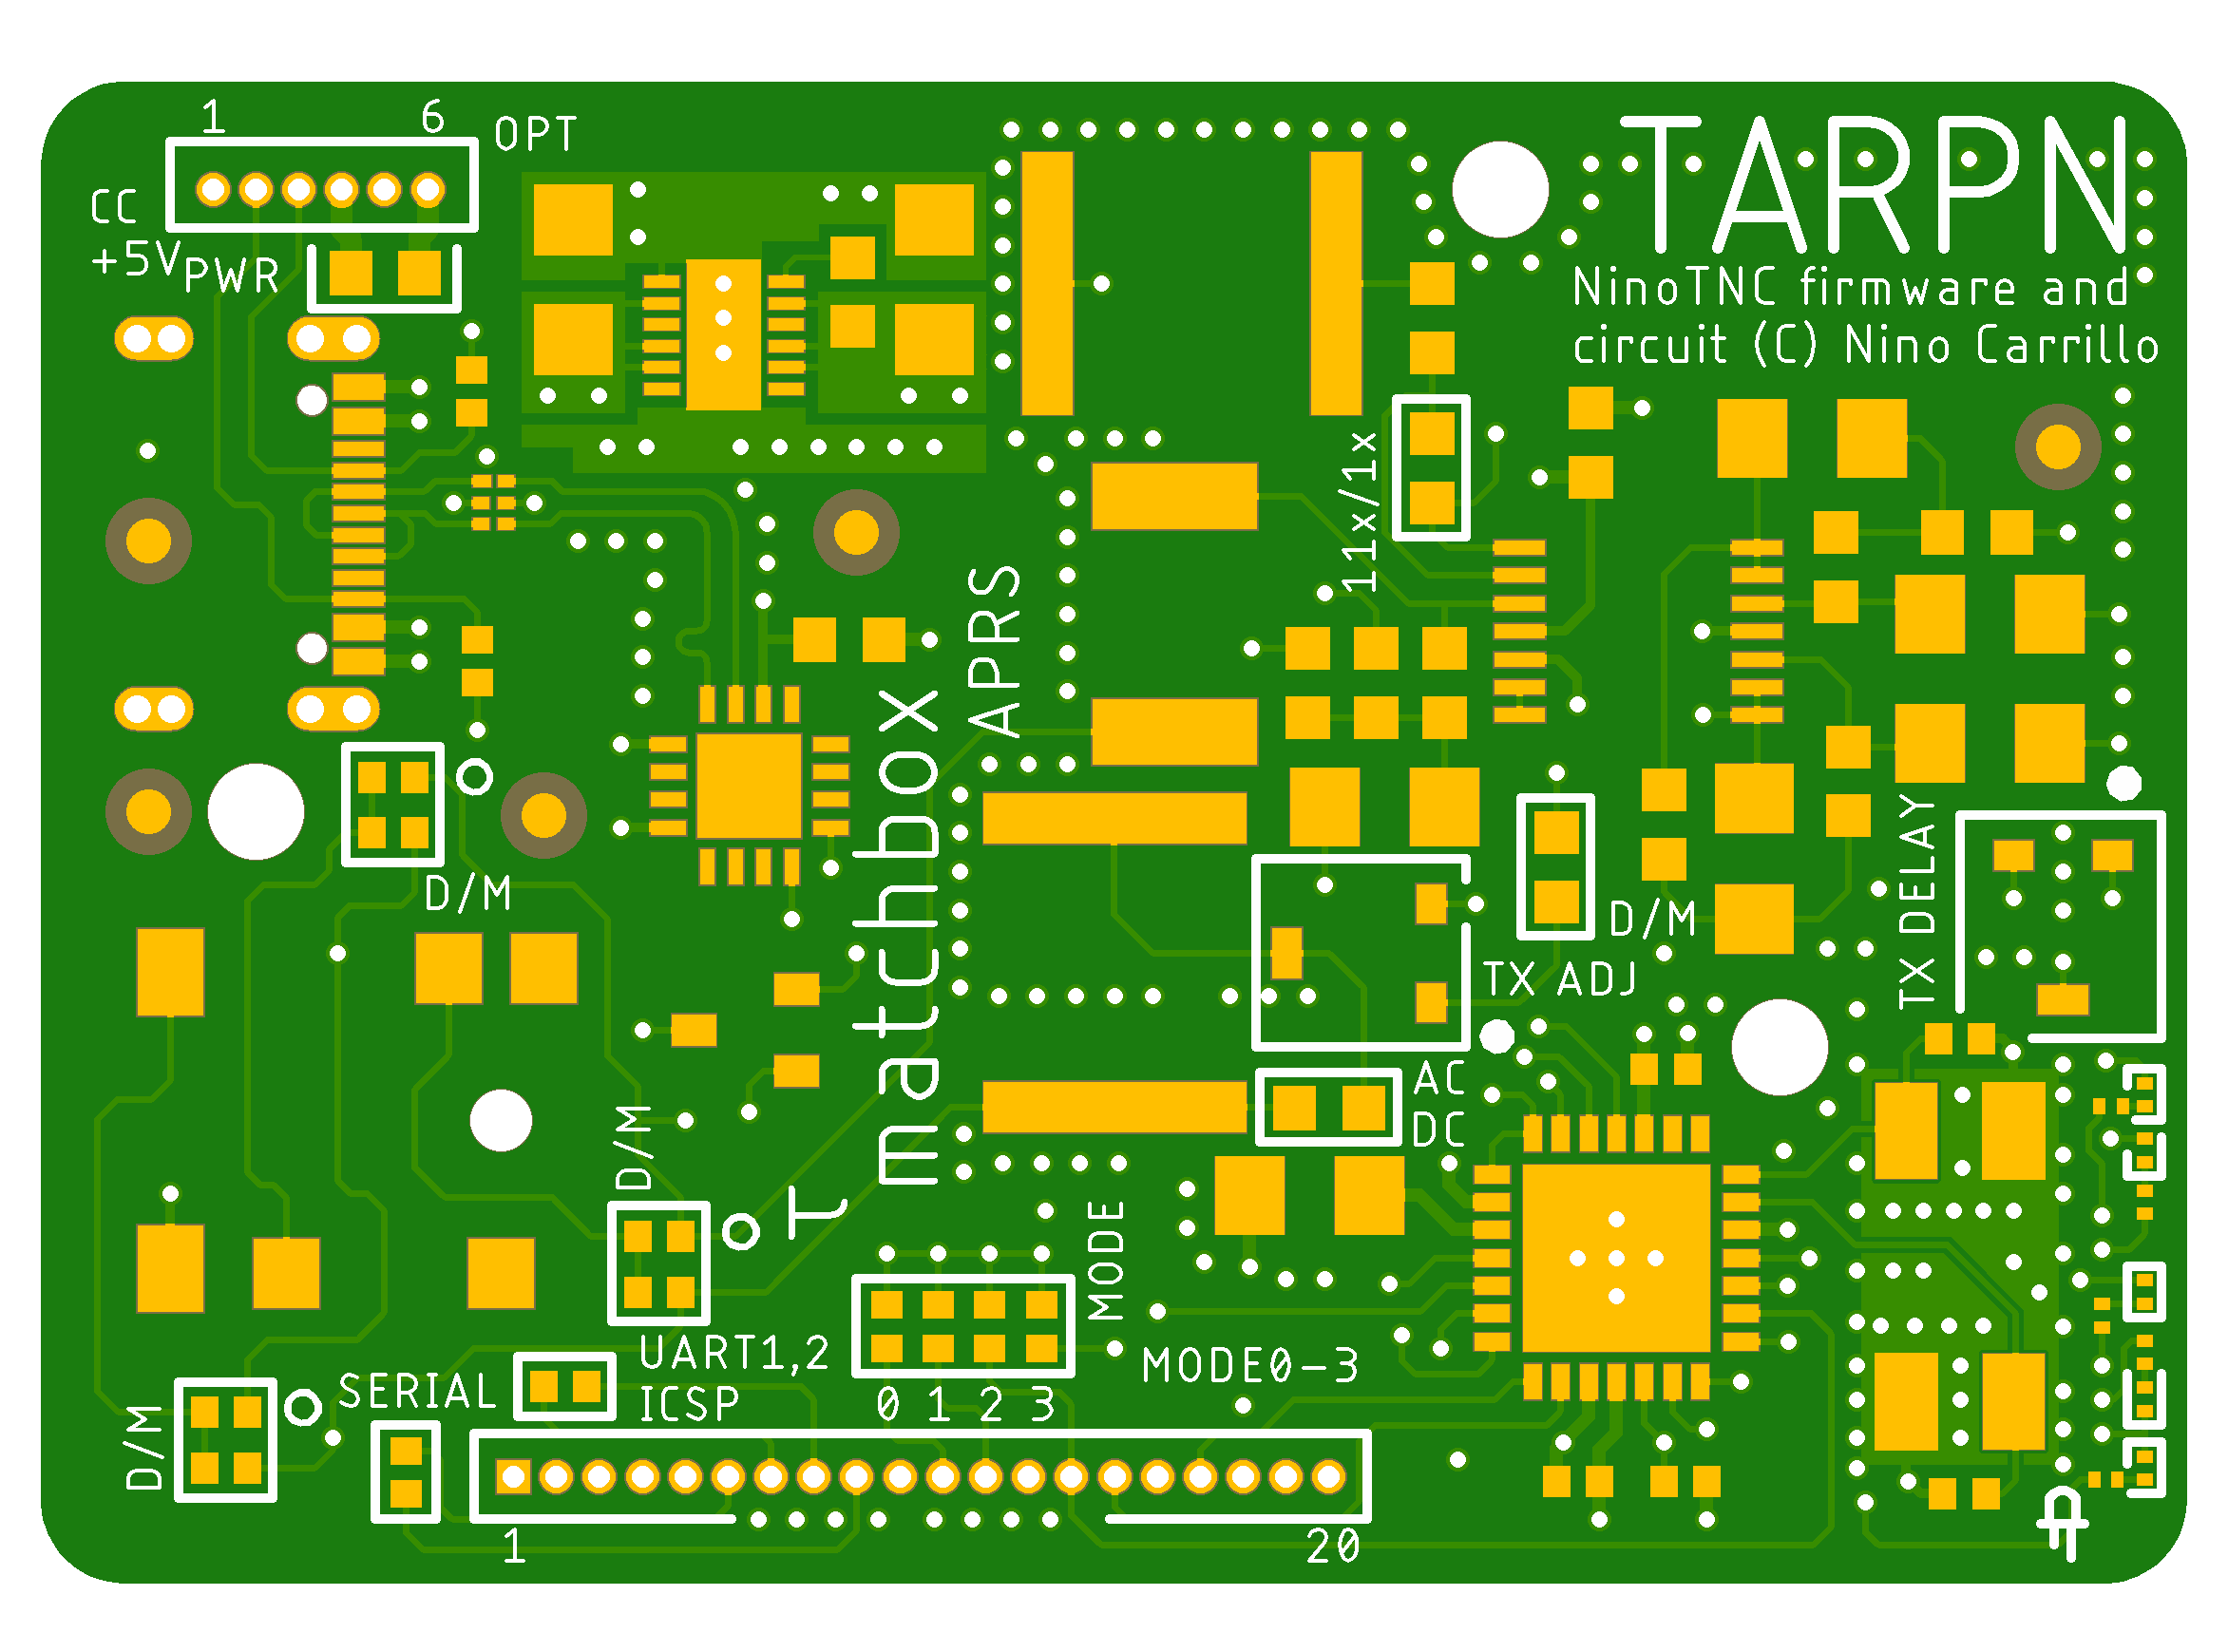 1 6
OPT
CC
+5V
PWR
TARPN
NinoTNC firmware and
circuit (C) Nino Carrillo
11x/1x
APRS
matchbox
T
D/M
D/M
TX DELAY
TX ADJ
AC
DC
D/M
MODE
UART1,2
ICSP
MODE0-3
SERIAL
0 1 2 3
D/M
1 20